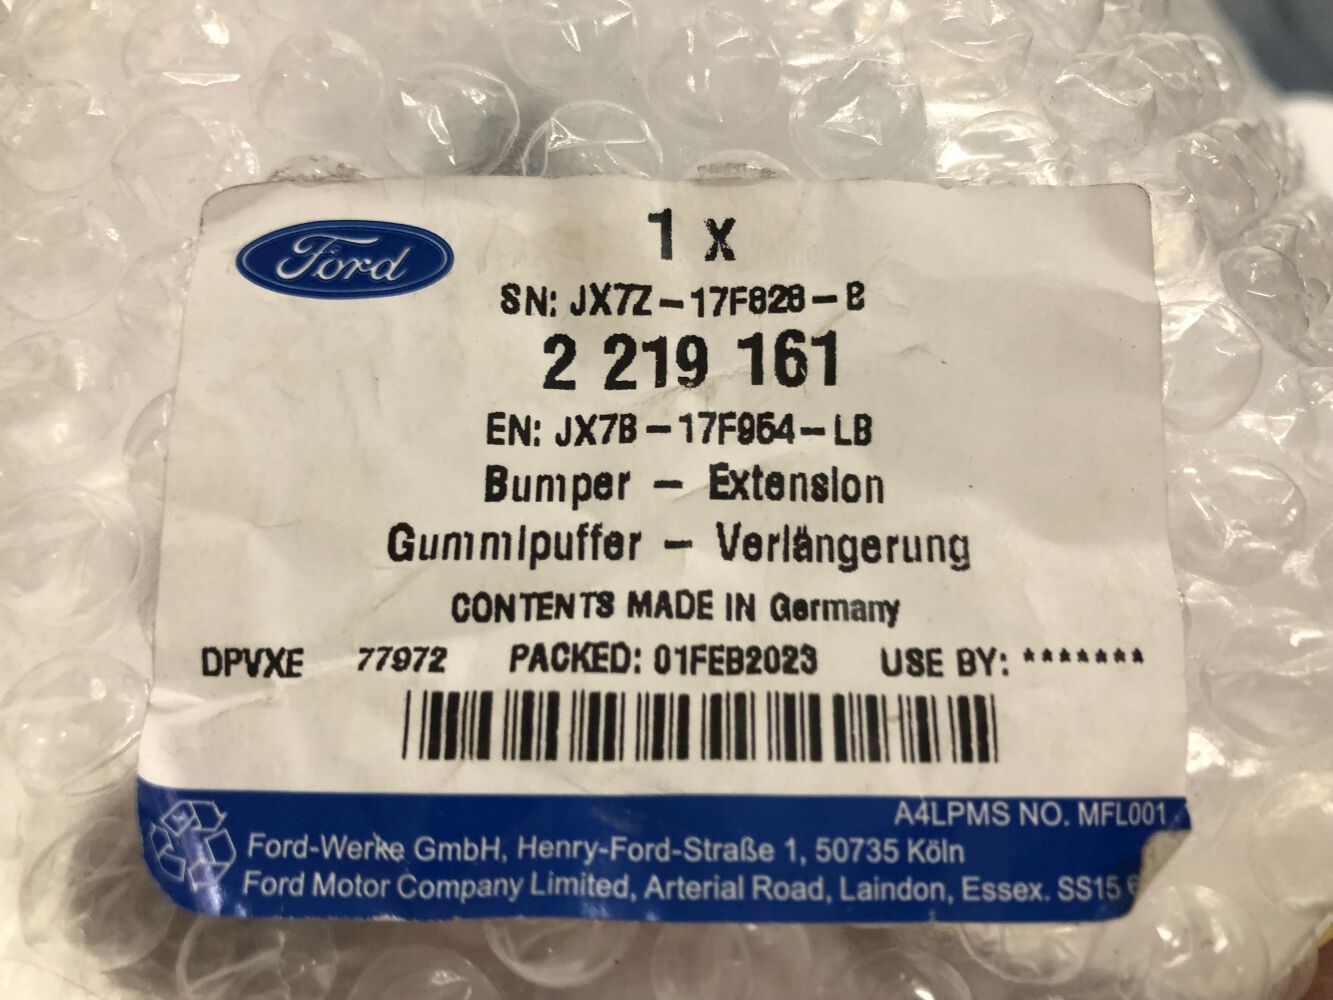 Ford
1 x
SN: JX7Z-17F828-B
2 219 161
EN: JX7B-17F954-LB
Bumper - Extension
Gummipuffer - Verlängerung
CONTENTS MADE IN Germany
DPVXE 77972 PACKED: 01FEB2023 USE BY: *******
A4LPMS NO. MFL001
Ford-Werke GmbH, Henry-Ford-Straße 1, 50735 Köln
Ford Motor Company Limited, Arterial Road, Laindon, Essex. SS15 6